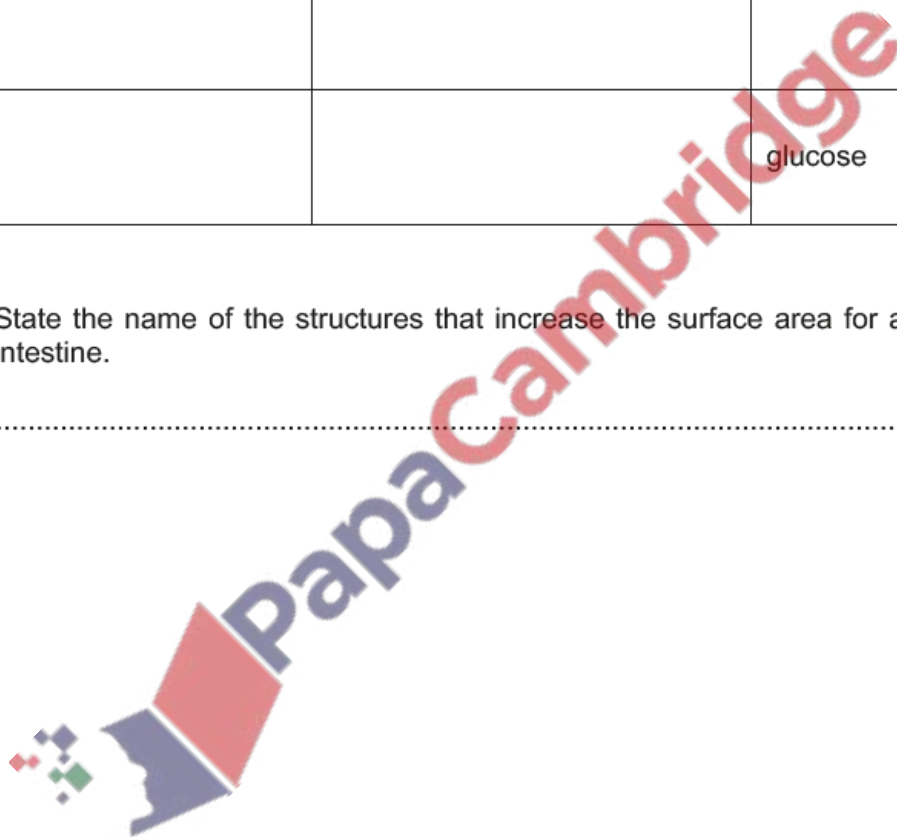 glucose
State the name of the structures that increase the surface area for a
ntestine.
PapaCambridge